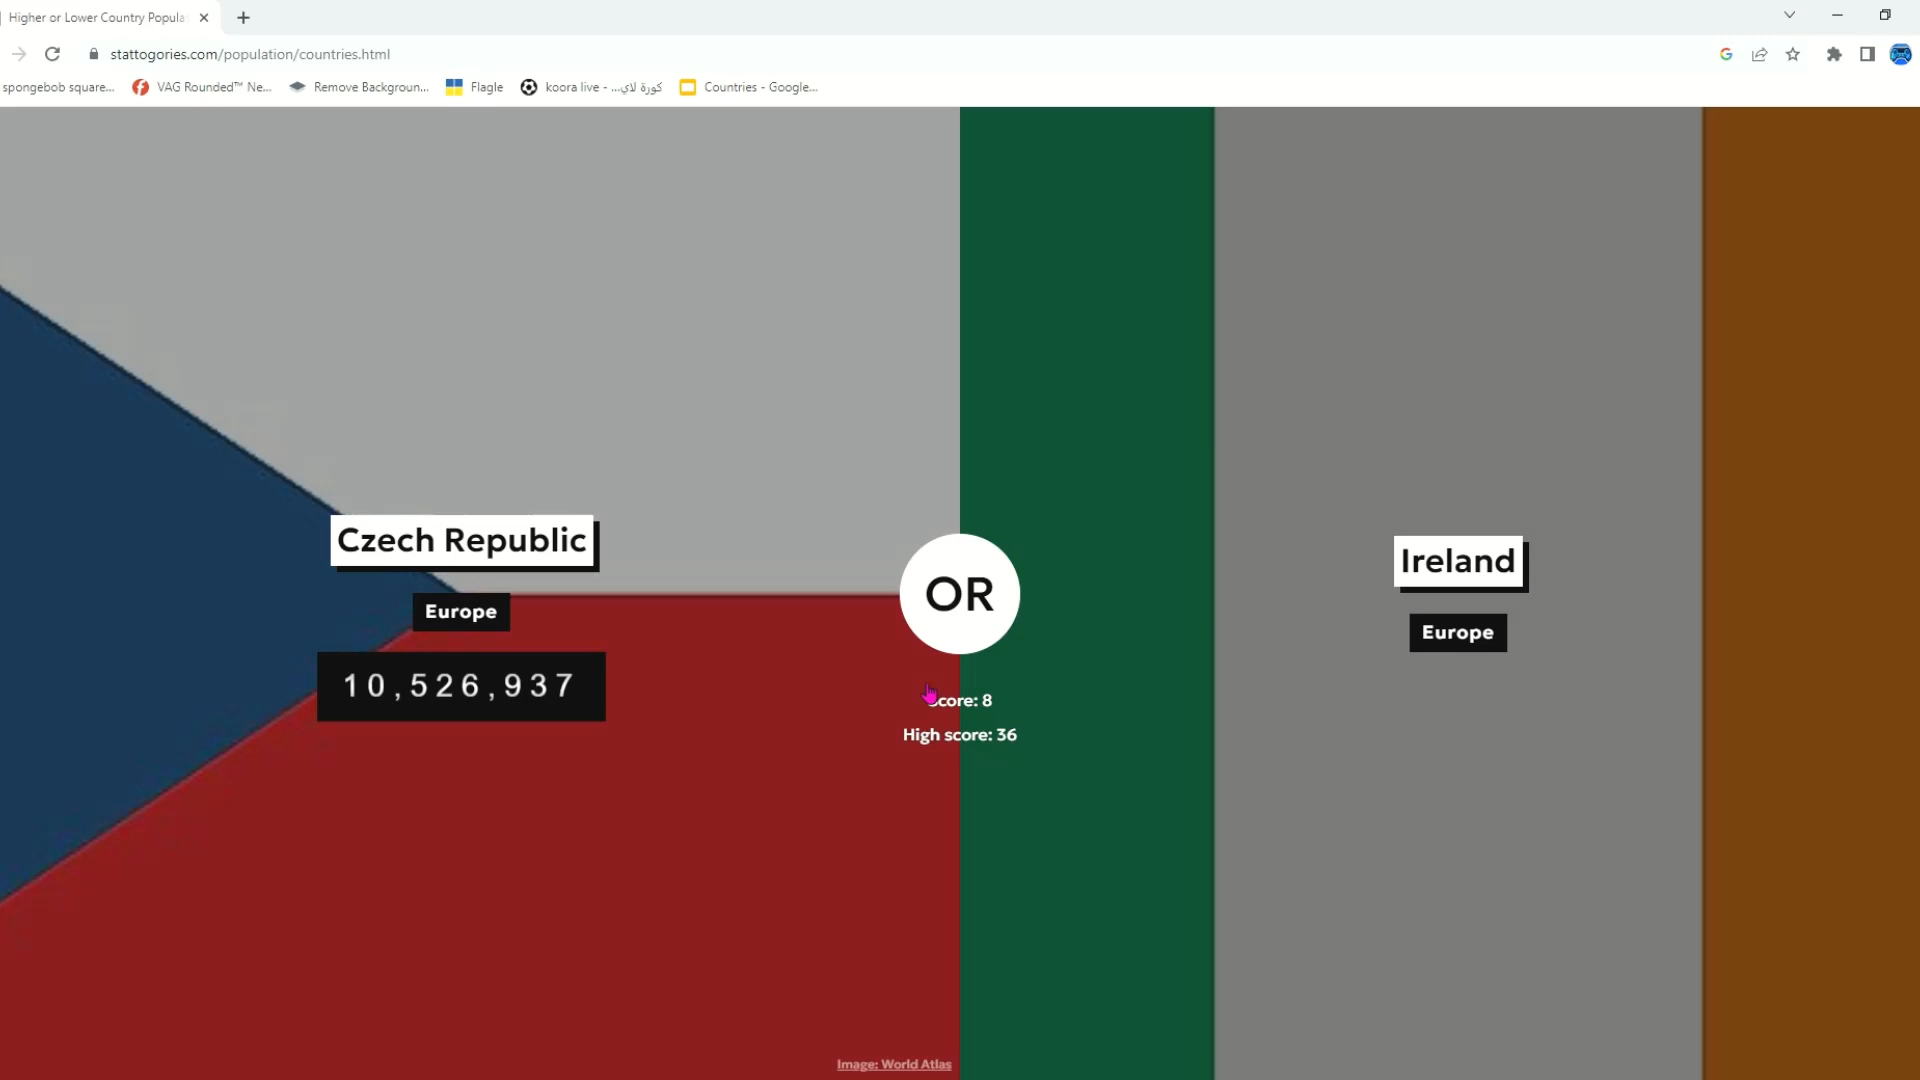 Higher or Lower Country Popula
stattogories.com/population/countries.html
spongebob square...
VAG Rounded™ Ne...
Remove Backgroun...
Flagle
koora live - كورة لاي...
Countries - Google...
Czech Republic
Europe
10,526,937
OR
Score: 8
High score: 36
Ireland
Europe
Image: World Atlas